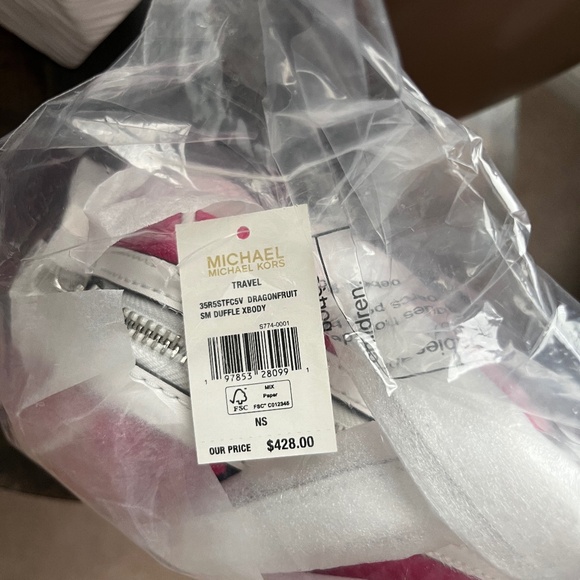 MICHAEL
MICHAEL KORS
TRAVEL
35R5STFC5V DRAGONFRUIT
SM DUFFLE XBODY
S774-0001
1 97853 28099 1
FSC
MIX
Paper
FSC® C012345
NS
OUR PRICE $428.00